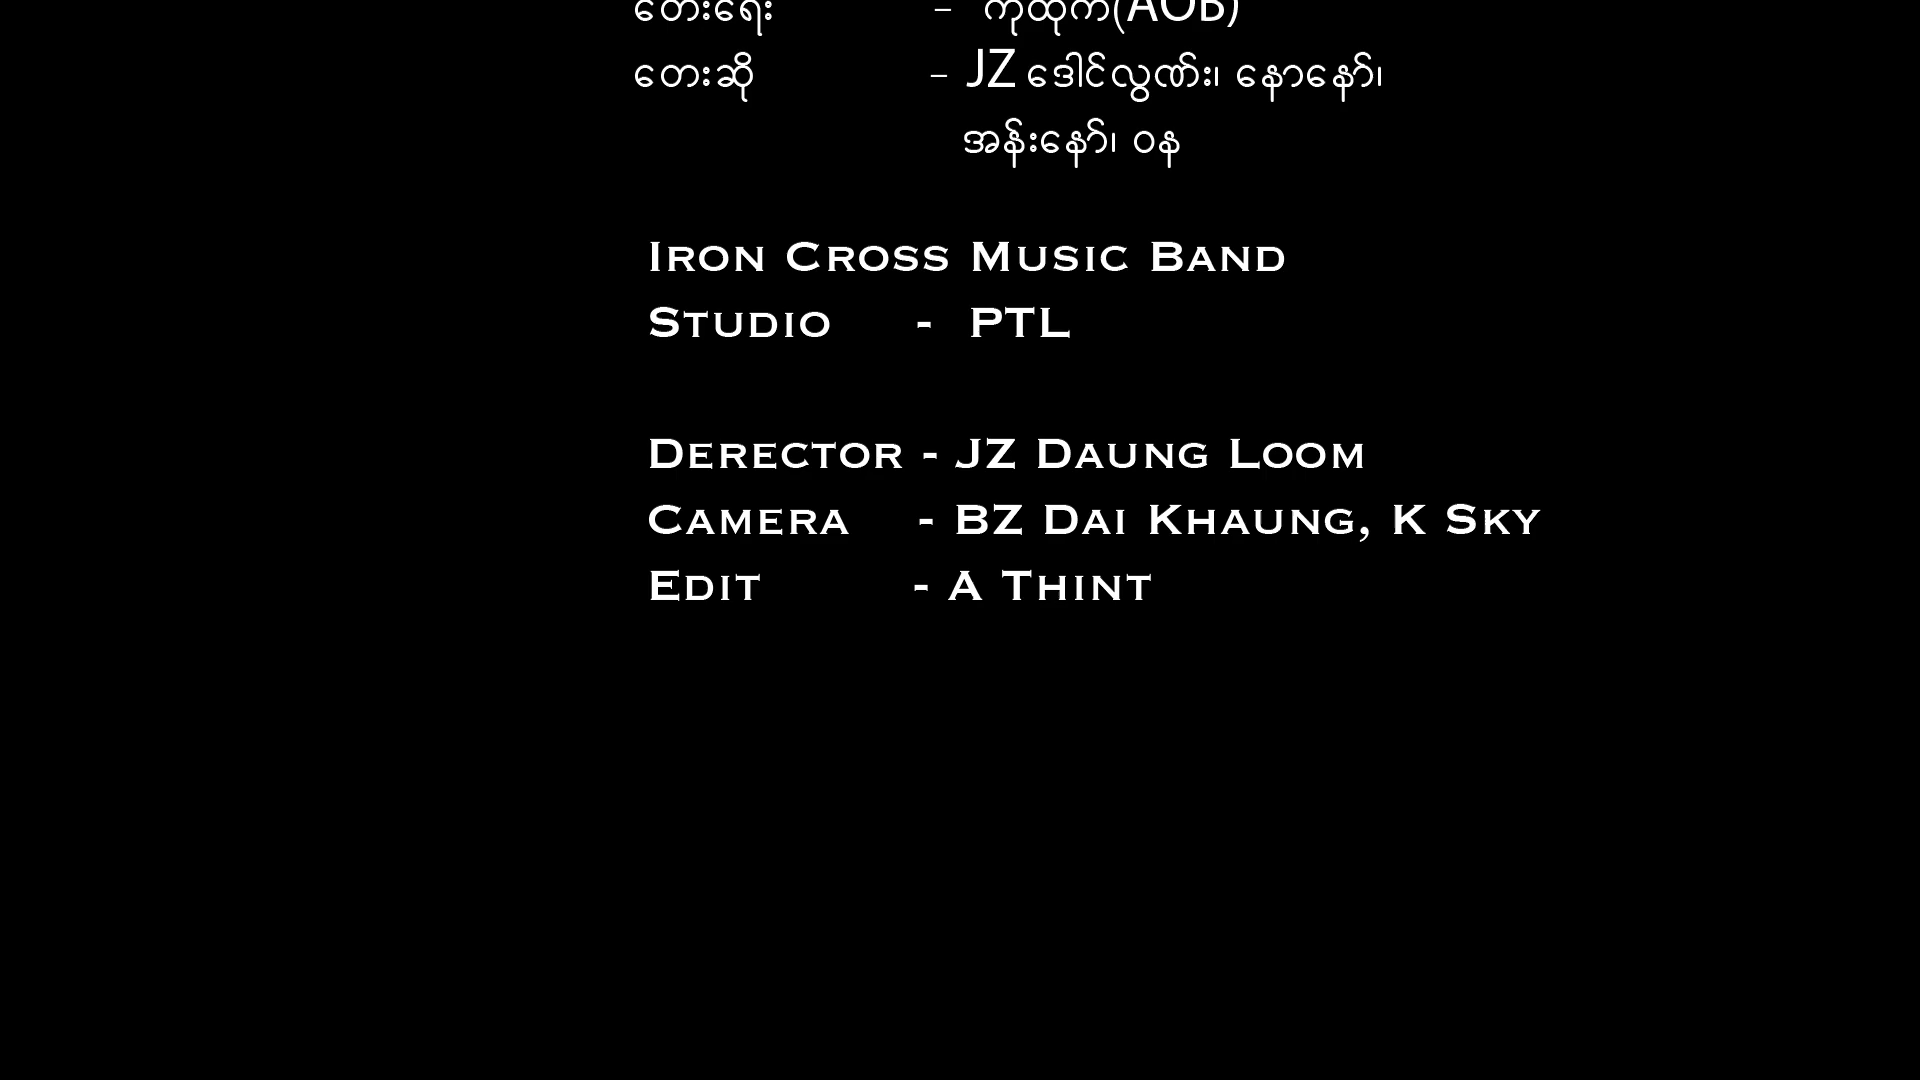 တေးရေး - ကိုထိုက်(AOB)
တေးဆို - JZ ဒေါင်လွဏ်း၊ နောနော်၊
အန်းနော်၊ ဝန
Iron Cross Music Band
Studio - PTL
Derector - JZ Daung Loom
Camera - BZ Dai Khaung, K Sky
Edit - A Thint